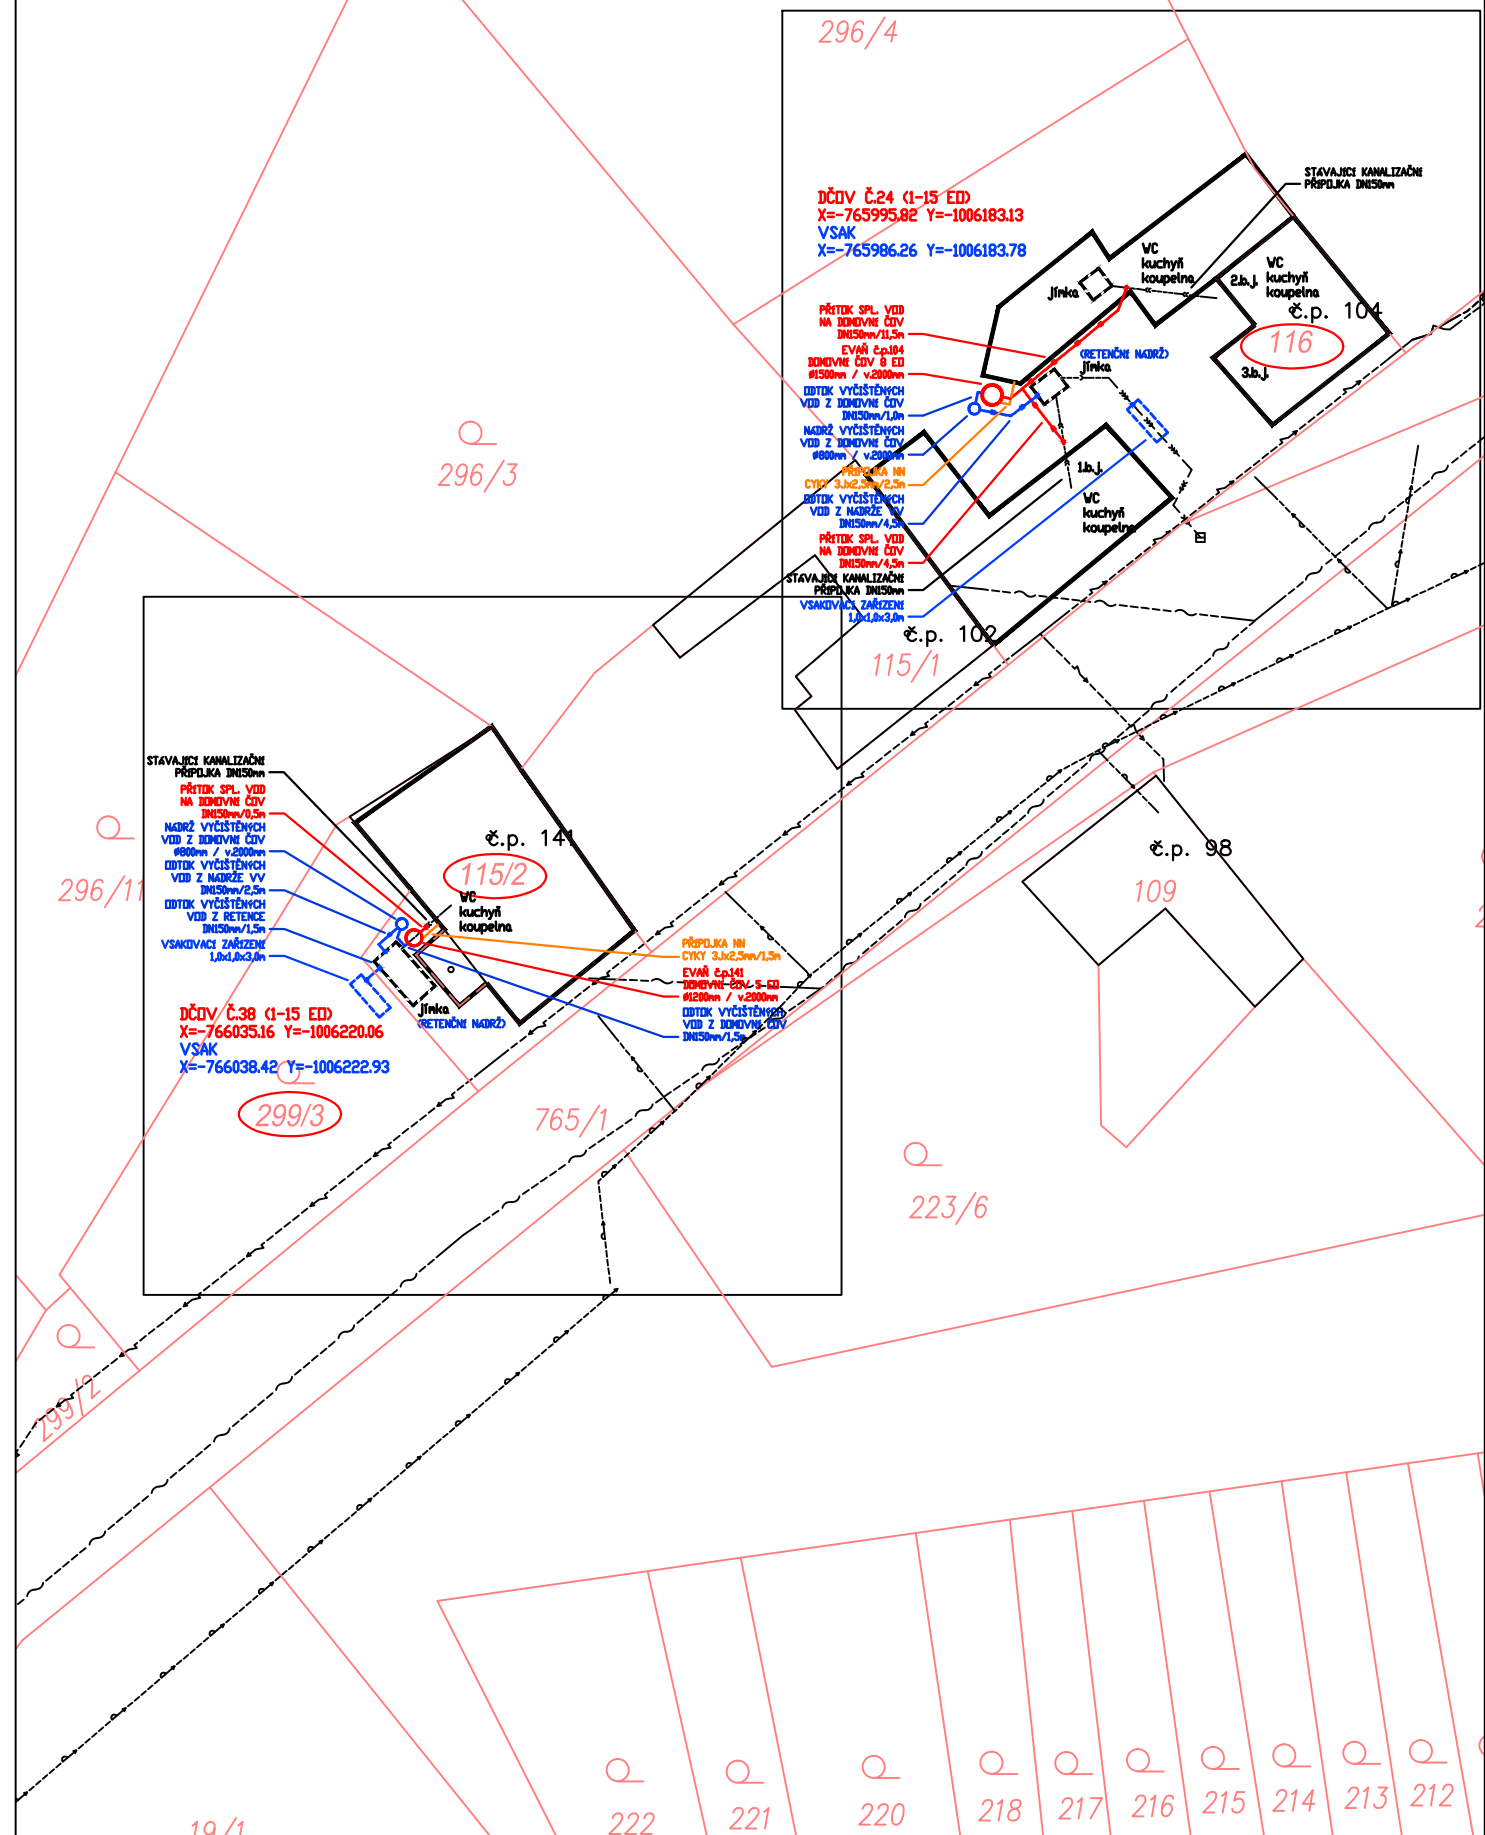 296/4
STÁVAJÍCÍ KANALIZAČNÍ
PŘÍPOJKA DN150mm
DČOV Č.24 (1-15 EO)
X=-765995.82 Y=-1006183.13
VSAK
X=-765986.26 Y=-1006183.78
WC
kuchyň
koupelna
Jímka
2.b.j.
WC
kuchyň
koupelna
č.p. 104
116
3.b.j.
(RETENČNÍ NÁDRŽ)
Jímka
PŘÍTOK SPL. VOD
NA DOMOVNÍ ČOV
DN150mm/11,5m
EVAŇ č.p.104
DOMOVNÍ ČOV 8 EO
ø1500mm / v.2000mm
ODTOK VYČIŠTĚNÝCH
VOD Z DOMOVNÍ ČOV
DN150mm/1,0m
NÁDRŽ VYČIŠTĚNÝCH
VOD Z DOMOVNÍ ČOV
ø800mm / v.2000mm
PŘÍPOJKA NN
CYKY 3Jx2,5mm/2,5m
ODTOK VYČIŠTĚNÝCH
VOD Z NÁDRŽE VV
DN150mm/4,5m
PŘÍTOK SPL. VOD
NA DOMOVNÍ ČOV
DN150mm/4,5m
STÁVAJÍCÍ KANALIZAČNÍ
PŘÍPOJKA DN150mm
VSAKOVACÍ ZAŘÍZENÍ
1,0x1,0x3,0m
1.b.j.
WC
kuchyň
koupelna
č.p. 102
115/1
296/3
STÁVAJÍCÍ KANALIZAČNÍ
PŘÍPOJKA DN150mm
PŘÍTOK SPL. VOD
NA DOMOVNÍ ČOV
DN150mm/0,5m
NÁDRŽ VYČIŠTĚNÝCH
VOD Z DOMOVNÍ ČOV
ø800mm / v.2000mm
ODTOK VYČIŠTĚNÝCH
VOD Z NÁDRŽE VV
DN150mm/2,5m
ODTOK VYČIŠTĚNÝCH
VOD Z RETENCE
DN150mm/1,5m
VSAKOVACÍ ZAŘÍZENÍ
1,0x1,0x3,0m
296/11
č.p. 141
115/2
WC
kuchyň
koupelna
PŘÍPOJKA NN
CYKY 3Jx2,5mm/1,5m
EVAŇ č.p.141
DOMOVNÍ ČOV 5 EO
ø1200mm / v.2000mm
ODTOK VYČIŠTĚNÝCH
VOD Z DOMOVNÍ ČOV
DN150mm/1,5m
Jímka
(RETENČNÍ NÁDRŽ)
DČOV Č.38 (1-15 EO)
X=-766035.16 Y=-1006220.06
VSAK
X=-766038.42 Y=-1006222.93
299/3
765/1
č.p. 98
109
223/6
299/2
19/1
222
221
220
218
217
216
215
214
213
212